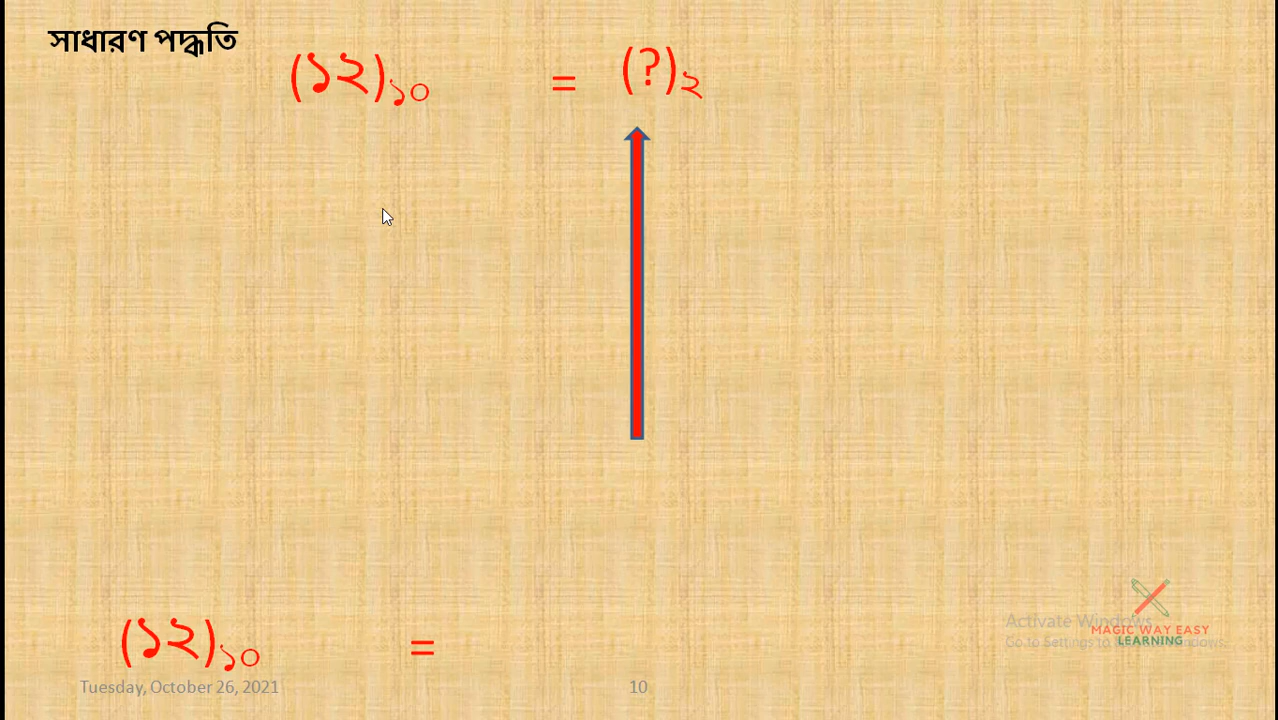 সাধারণ পদ্ধতি
(১২)১০ = (?)২
(১২)১০ =
Activate Windows
Go to Settings to activate Windows.
MAGIC WAY EASY
LEARNING
Tuesday, October 26, 2021
10